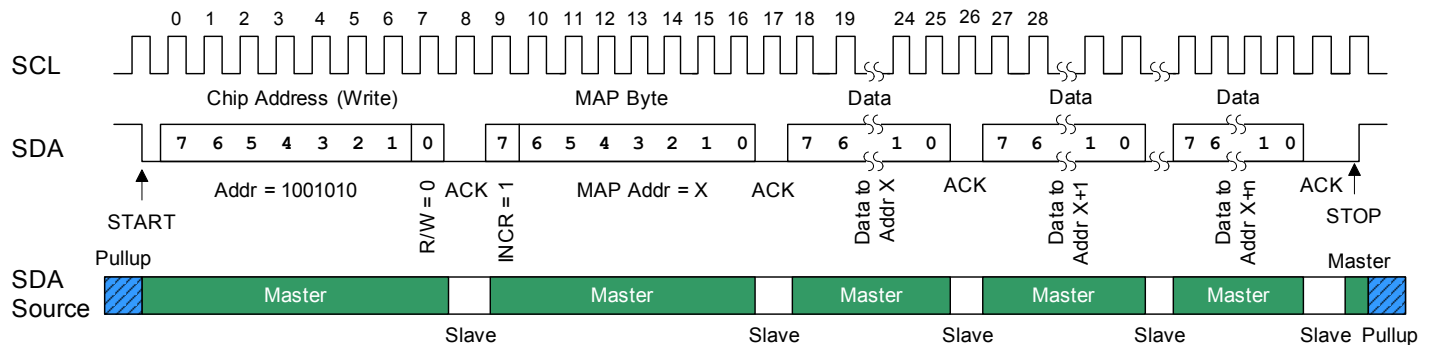 0 1 2 3 4 5 6 7 8 9 10 11 12 13 14 15 16 17 18 19 24 25 26 27 28
SCL
Chip Address (Write) MAP Byte Data Data Data
SDA
7 6 5 4 3 2 1 0 7 6 5 4 3 2 1 0 7 6 1 0 7 6 1 0 7 6 1 0
Addr = 1001010 R/W = 0 ACK INCR = 1 MAP Addr = X ACK Data to Addr X ACK Data to Addr X+1 Data to Addr X+n ACK
START STOP
Pullup Master
SDA Source
Master Master Master Master Master
Slave Slave Slave Slave Slave Pullup